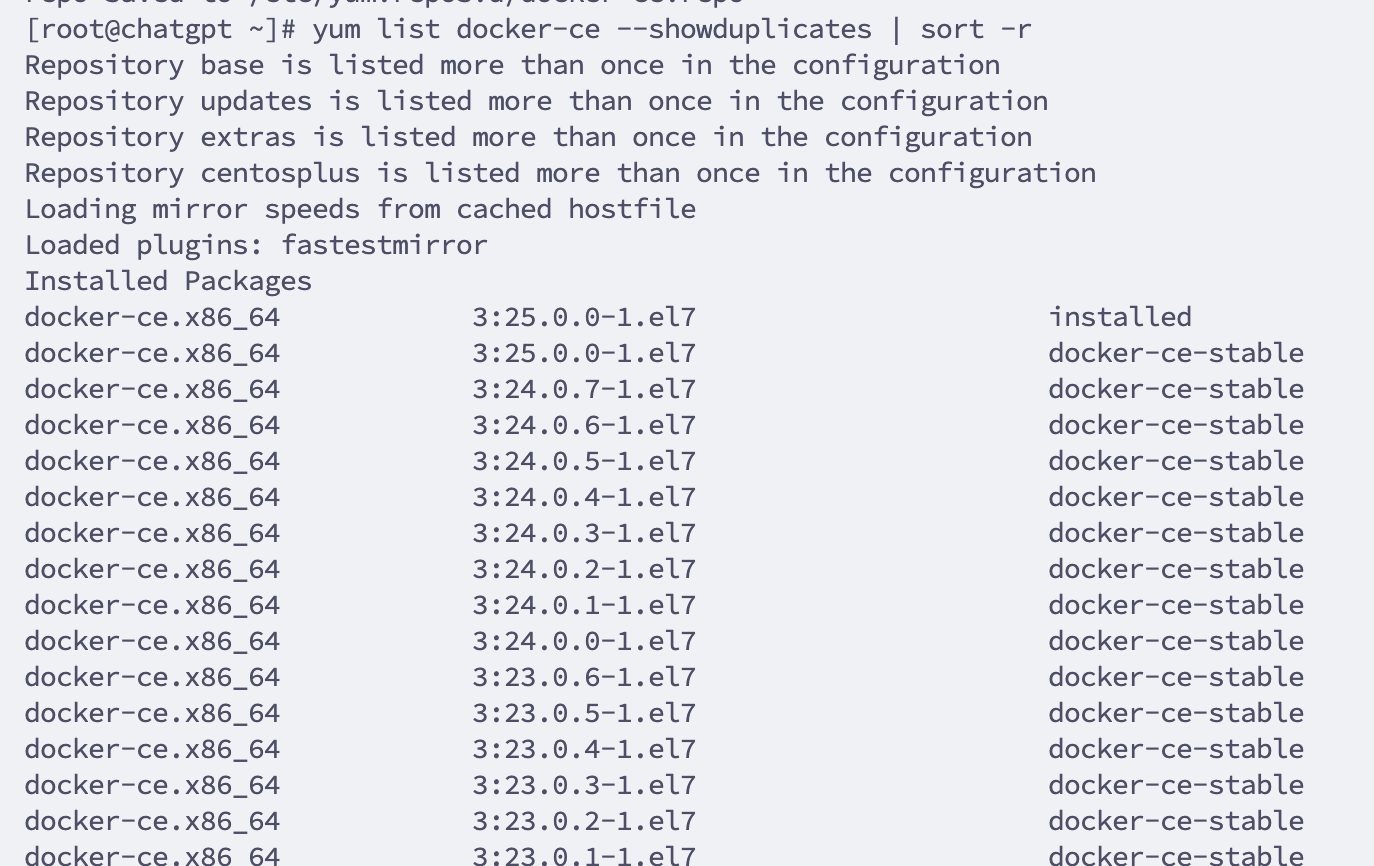 repo saved to /etc/yum.repos.d/docker-ce.repo
[root@chatgpt ~]# yum list docker-ce --showduplicates | sort -r
Repository base is listed more than once in the configuration
Repository updates is listed more than once in the configuration
Repository extras is listed more than once in the configuration
Repository centosplus is listed more than once in the configuration
Loading mirror speeds from cached hostfile
Loaded plugins: fastestmirror
Installed Packages
docker-ce.x86_64 3:25.0.0-1.el7 installed
docker-ce.x86_64 3:25.0.0-1.el7 docker-ce-stable
docker-ce.x86_64 3:24.0.7-1.el7 docker-ce-stable
docker-ce.x86_64 3:24.0.6-1.el7 docker-ce-stable
docker-ce.x86_64 3:24.0.5-1.el7 docker-ce-stable
docker-ce.x86_64 3:24.0.4-1.el7 docker-ce-stable
docker-ce.x86_64 3:24.0.3-1.el7 docker-ce-stable
docker-ce.x86_64 3:24.0.2-1.el7 docker-ce-stable
docker-ce.x86_64 3:24.0.1-1.el7 docker-ce-stable
docker-ce.x86_64 3:24.0.0-1.el7 docker-ce-stable
docker-ce.x86_64 3:23.0.6-1.el7 docker-ce-stable
docker-ce.x86_64 3:23.0.5-1.el7 docker-ce-stable
docker-ce.x86_64 3:23.0.4-1.el7 docker-ce-stable
docker-ce.x86_64 3:23.0.3-1.el7 docker-ce-stable
docker-ce.x86_64 3:23.0.2-1.el7 docker-ce-stable
docker-ce.x86_64 3:23.0.1-1.el7 docker-ce-stable